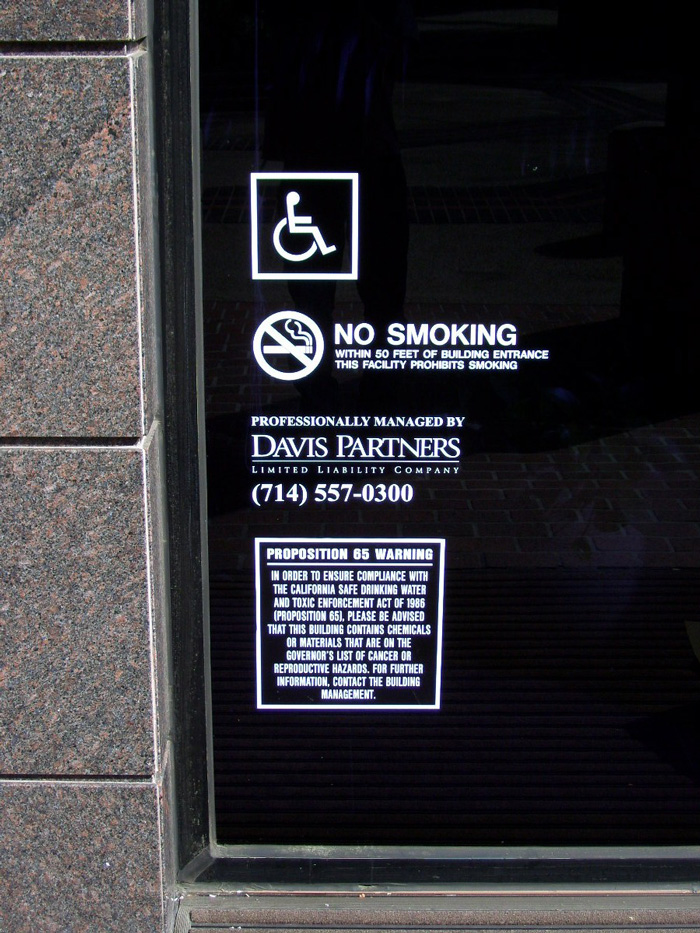 NO SMOKING
WITHIN 50 FEET OF BUILDING ENTRANCE
THIS FACILITY PROHIBITS SMOKING
PROFESSIONALLY MANAGED BY
DAVIS PARTNERS
LIMITED LIABILITY COMPANY
(714) 557-0300
PROPOSITION 65 WARNING
IN ORDER TO ENSURE COMPLIANCE WITH
THE CALIFORNIA SAFE DRINKING WATER
AND TOXIC ENFORCEMENT ACT OF 1986
(PROPOSITION 65), PLEASE BE ADVISED
THAT THIS BUILDING CONTAINS CHEMICALS
OR MATERIALS THAT ARE ON THE
GOVERNOR'S LIST OF CANCER OR
REPRODUCTIVE HAZARDS. FOR FURTHER
INFORMATION, CONTACT THE BUILDING
MANAGEMENT.